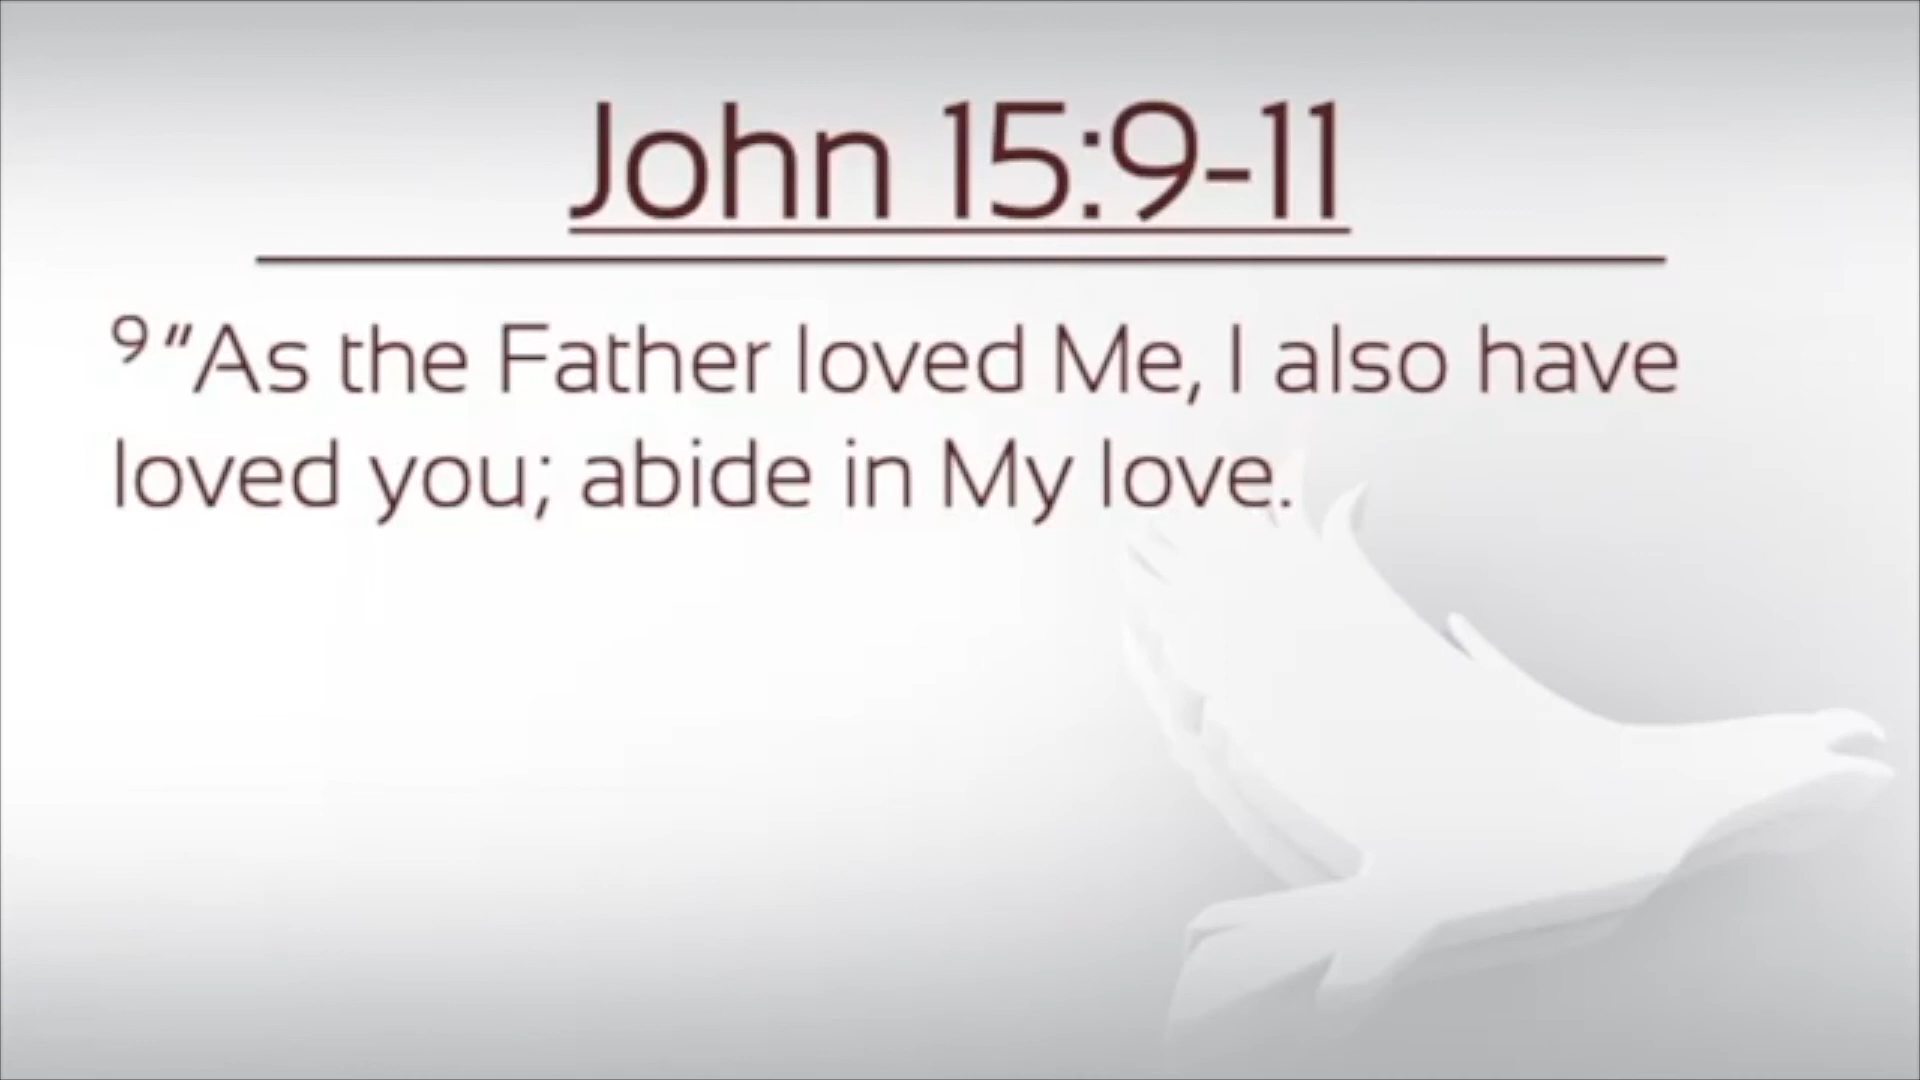 John 15:9-11
9 "As the Father loved Me, I also have
loved you; abide in My love.